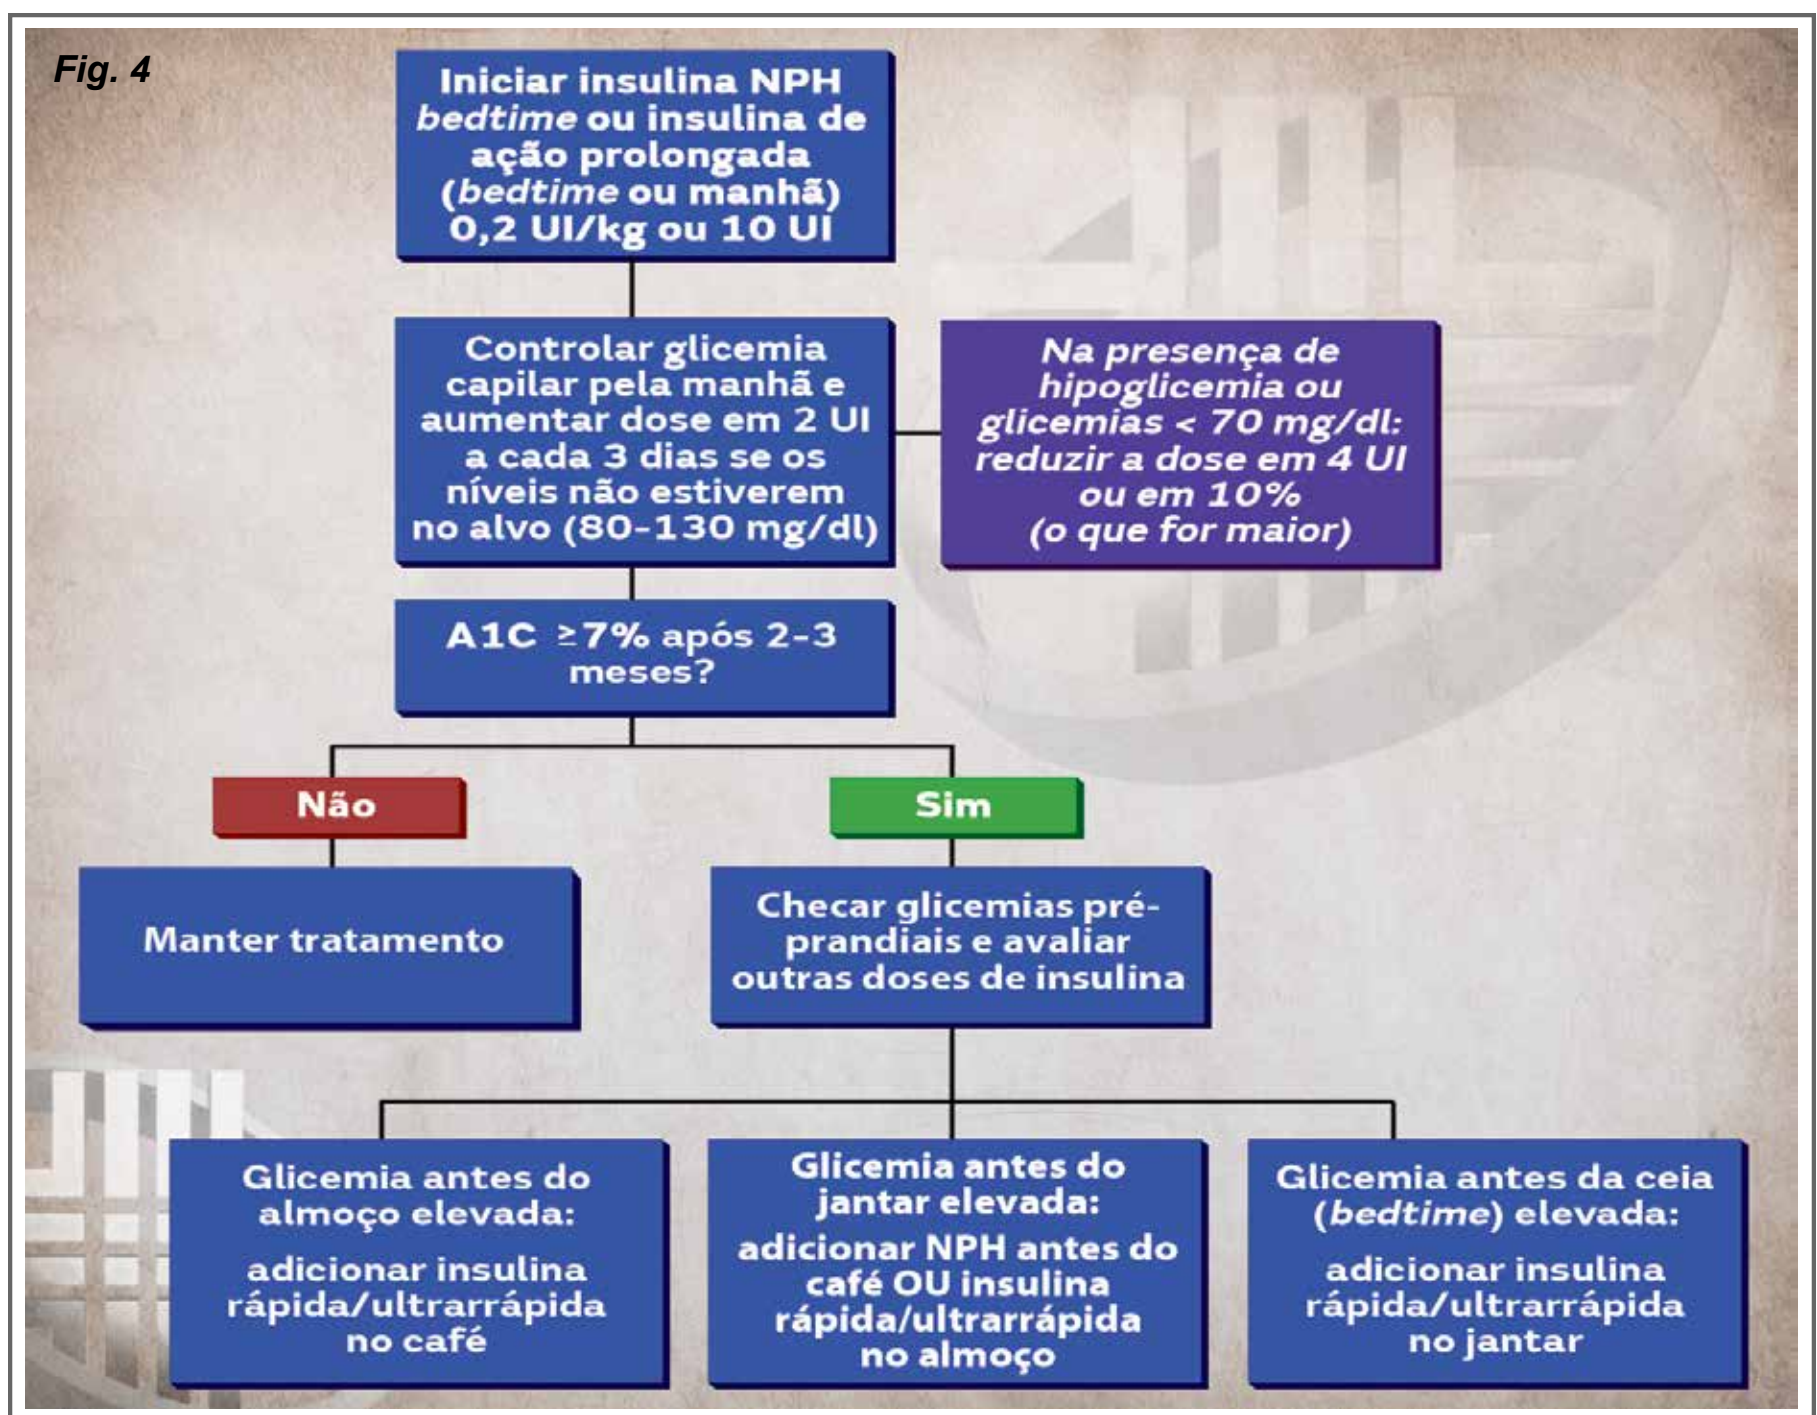 Fig. 4
Iniciar insulina NPH
bedtime ou insulina de
ação prolongada
(bedtime ou manhã)
0,2 UI/kg ou 10 UI
Controlar glicemia
capilar pela manhã e
aumentar dose em 2 UI
a cada 3 dias se os
níveis não estiverem
no alvo (80-130 mg/dl)
Na presença de
hipoglicemia ou
glicemias < 70 mg/dl:
reduzir a dose em 4 UI
ou em 10%
(o que for maior)
A1C ≥7% após 2-3
meses?
Não
Sim
Manter tratamento
Checar glicemias pré-
prandiais e avaliar
outras doses de insulina
Glicemia antes do
almoço elevada:
adicionar insulina
rápida/ultrarrápida
no café
Glicemia antes do
jantar elevada:
adicionar NPH antes do
café OU insulina
rápida/ultrarrápida
no almoço
Glicemia antes da ceia
(bedtime) elevada:
adicionar insulina
rápida/ultrarrápida
no jantar